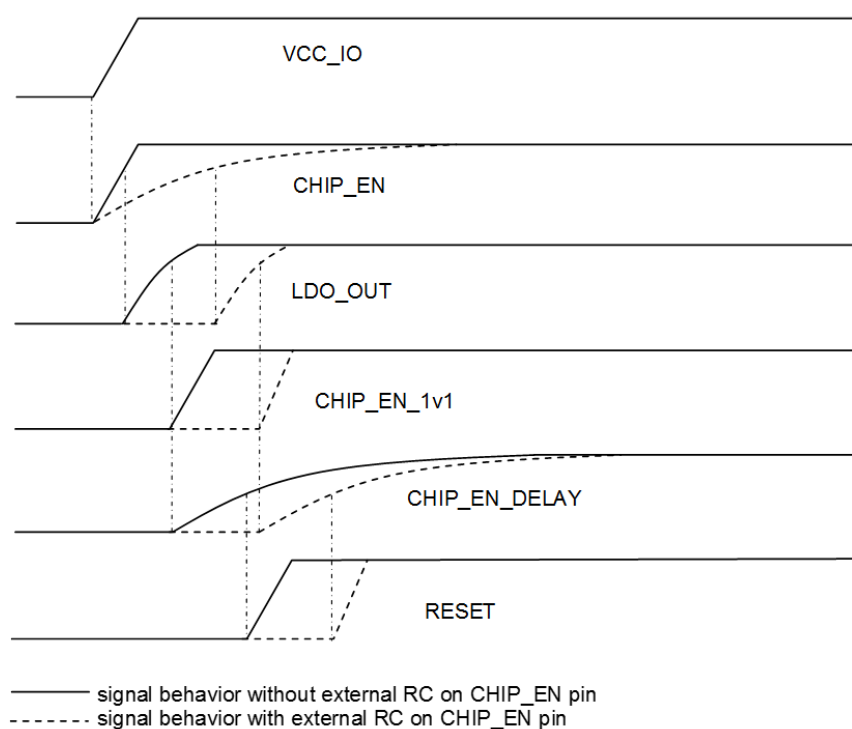 VCC_IO
CHIP_EN
LDO_OUT
CHIP_EN_1v1
CHIP_EN_DELAY
RESET
signal behavior without external RC on CHIP_EN pin
signal behavior with external RC on CHIP_EN pin